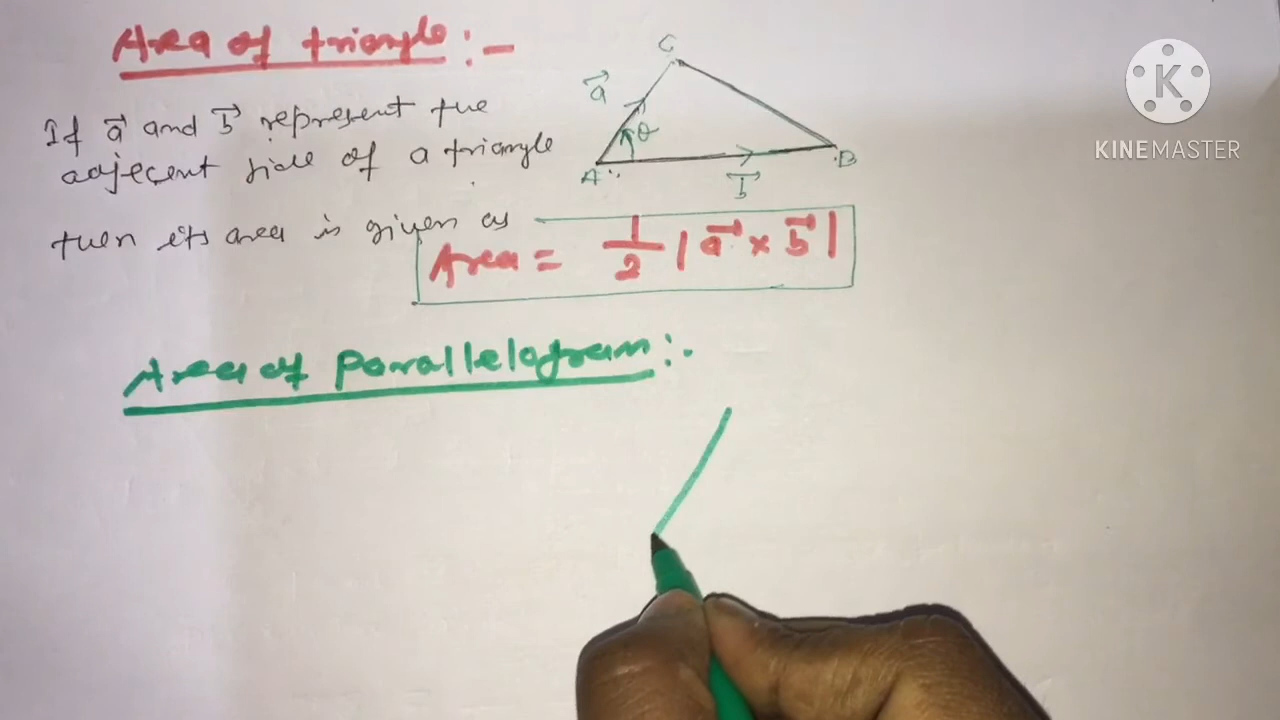 Area of triangle :-
If a⃗ and b⃗ represent the
adjecent side of a triangle
then its area is given as
Area = 1/2 |a⃗ × b⃗|
C
a⃗
θ
A
B
b⃗
Area of Parallelogram :-
K
KINEMASTER